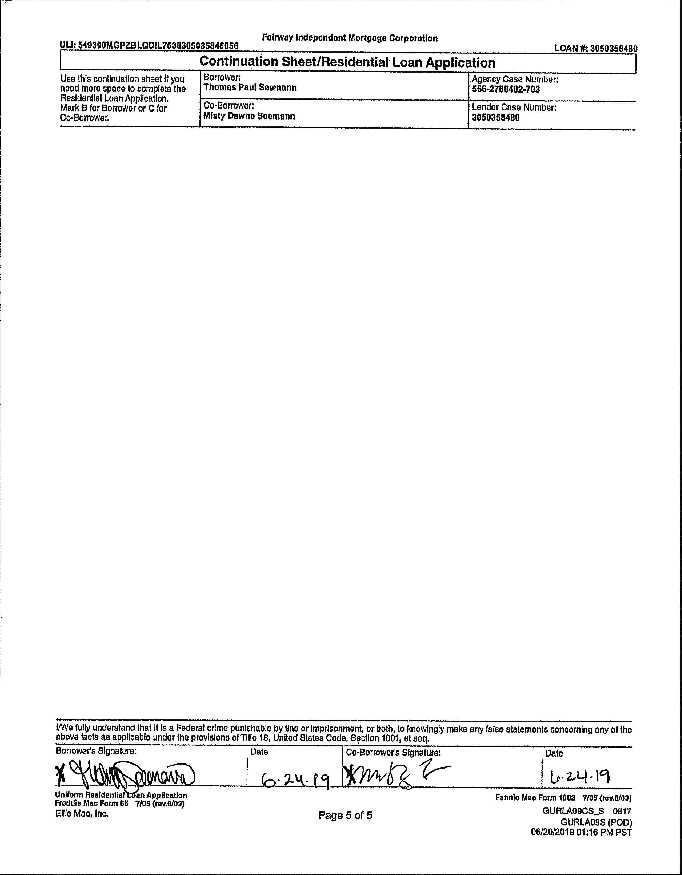 Fairway Independent Mortgage Corporation
LOAN #: 3050358480
Continuation Sheet/Residential Loan Application
Use this continuation sheet if you
need more space to complete the
Residential Loan Application.
Mark B for Borrower or C for
Co-Borrower.
Borrower:
Thomas Paul Seemann
Agency Case Number:
566-2788402-703
Co-Borrower:
Misty Dawne Seemann
Lender Case Number:
3050358480
I/We fully understand that it is a Federal crime punishable by fine or imprisonment, or both, to knowingly make any false statements concerning any of the
above facts as applicable under the provisions of Title 18, United States Code, Section 1001, et seq.
Borrower's Signature:
Date
Co-Borrower's Signature:
Date
X
6-24-19
X
6-24-19
Uniform Residential Loan Application
Freddie Mac Form 65 7/05 (rev.6/09)
Ellie Mae, Inc.
Page 5 of 5
Fannie Mae Form 1003 7/05 (rev.6/09)
GURLA09CS_S 0617
GURLA09S (POD)
06/20/2019 01:16 PM PST